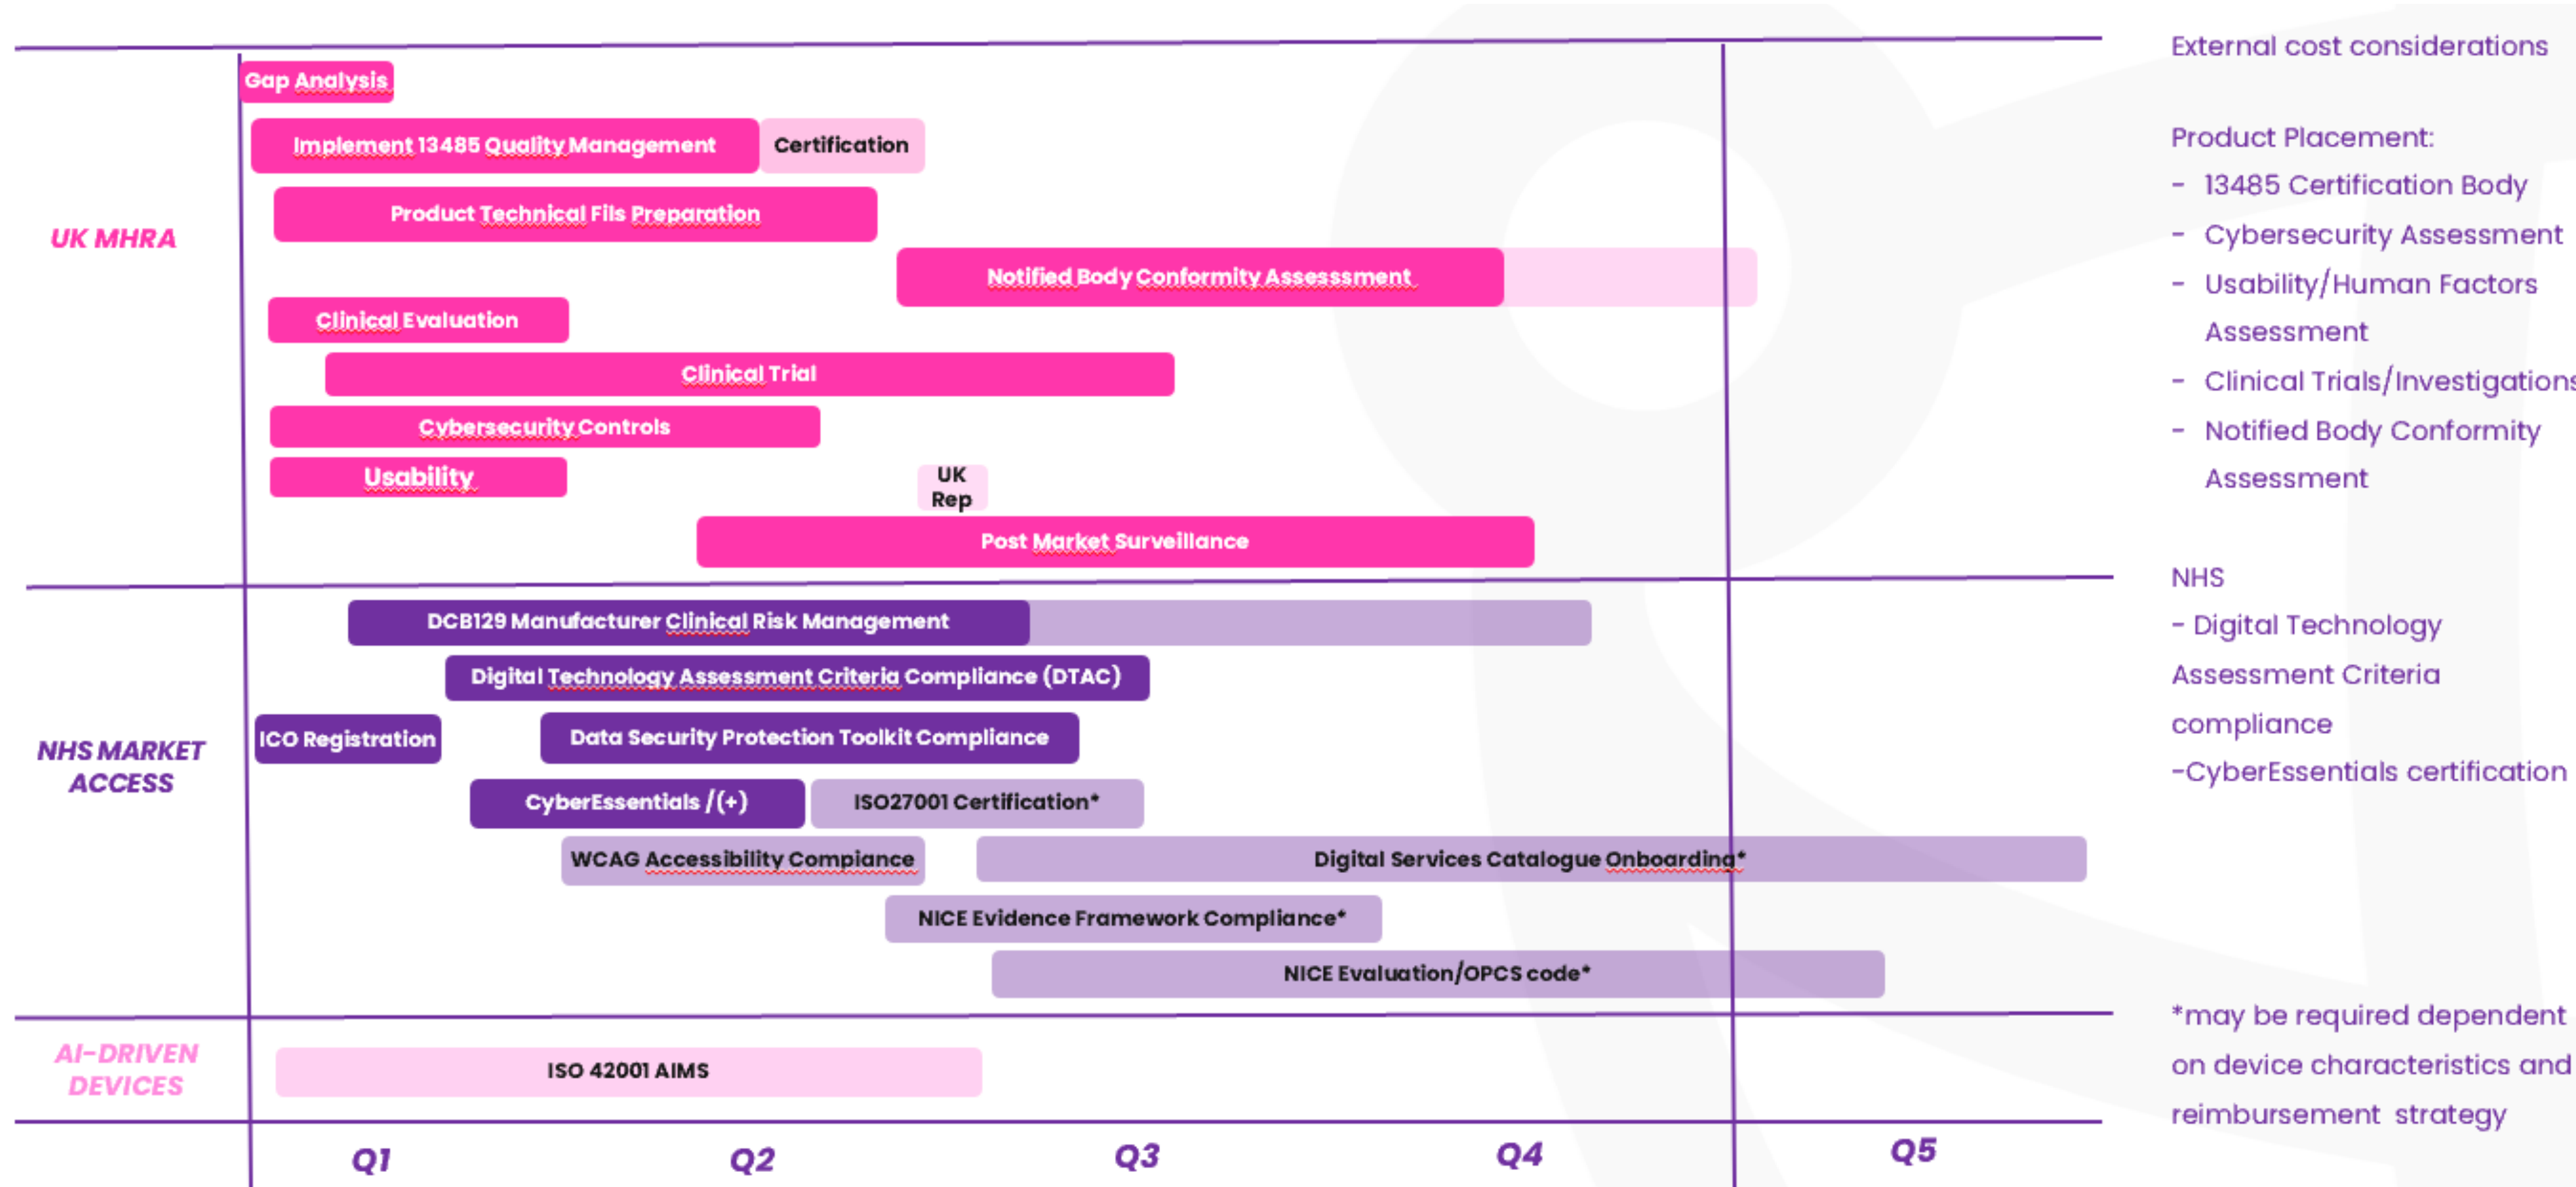 External cost considerations
Gap Analysis
Implement 13485 Quality Management
Certification
Product Technical Fils Preparation
UK MHRA
Notified Body Conformity Assesssment
Clinical Evaluation
Clinical Trial
Cybersecurity Controls
Usability
UK
Rep
Post Market Surveillance
DCB129 Manufacturer Clinical Risk Management
Digital Technology Assessment Criteria Compliance (DTAC)
NHS MARKET
ACCESS
ICO Registration
Data Security Protection Toolkit Compliance
CyberEssentials /(+)
ISO27001 Certification*
WCAG Accessibility Compiance
Digital Services Catalogue Onboarding*
NICE Evidence Framework Compliance*
NICE Evaluation/OPCS code*
AI-DRIVEN
DEVICES
ISO 42001 AIMS
Q1
Q2
Q3
Q4
Q5
Product Placement:
- 13485 Certification Body
- Cybersecurity Assessment
- Usability/Human Factors
Assessment
- Clinical Trials/Investigations
- Notified Body Conformity
Assessment
NHS
- Digital Technology
Assessment Criteria
compliance
-CyberEssentials certification
*may be required dependent
on device characteristics and
reimbursement strategy